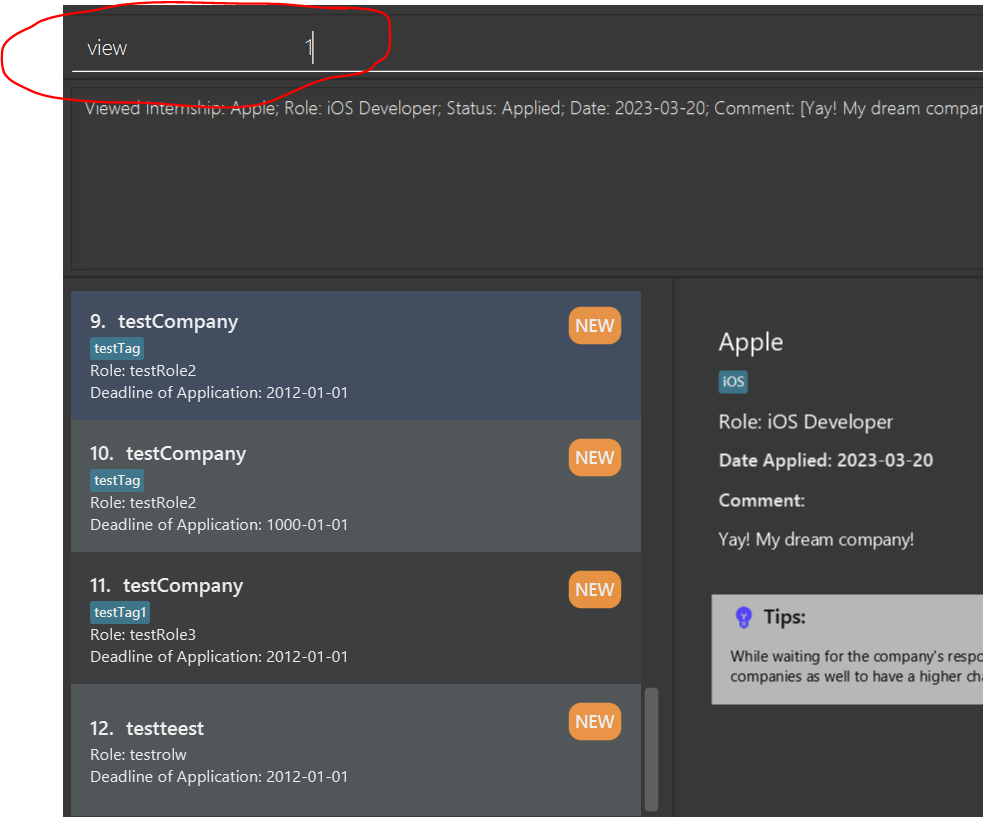 view 1
Viewed Internship: Apple; Role: iOS Developer; Status: Applied; Date: 2023-03-20; Comment: [Yay! My dream
9. testCompany
NEW
testTag
Role: testRole2
Deadline of Application: 2012-01-01
10. testCompany
NEW
testTag
Role: testRole2
Deadline of Application: 1000-01-01
11. testCompany
NEW
testTag1
Role: testRole3
Deadline of Application: 2012-01-01
12. testteest
NEW
Role: testrolw
Deadline of Application: 2012-01-01
Apple
iOS
Role: iOS Developer
Date Applied: 2023-03-20
Comment:
Yay! My dream company!
Tips:
While waiting for the company's
companies as well to have a higher